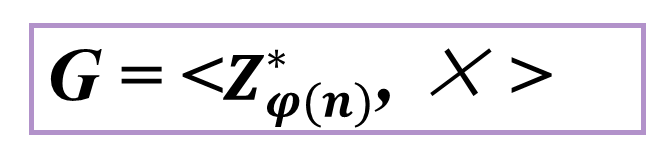 G = <Z*φ(n), × >